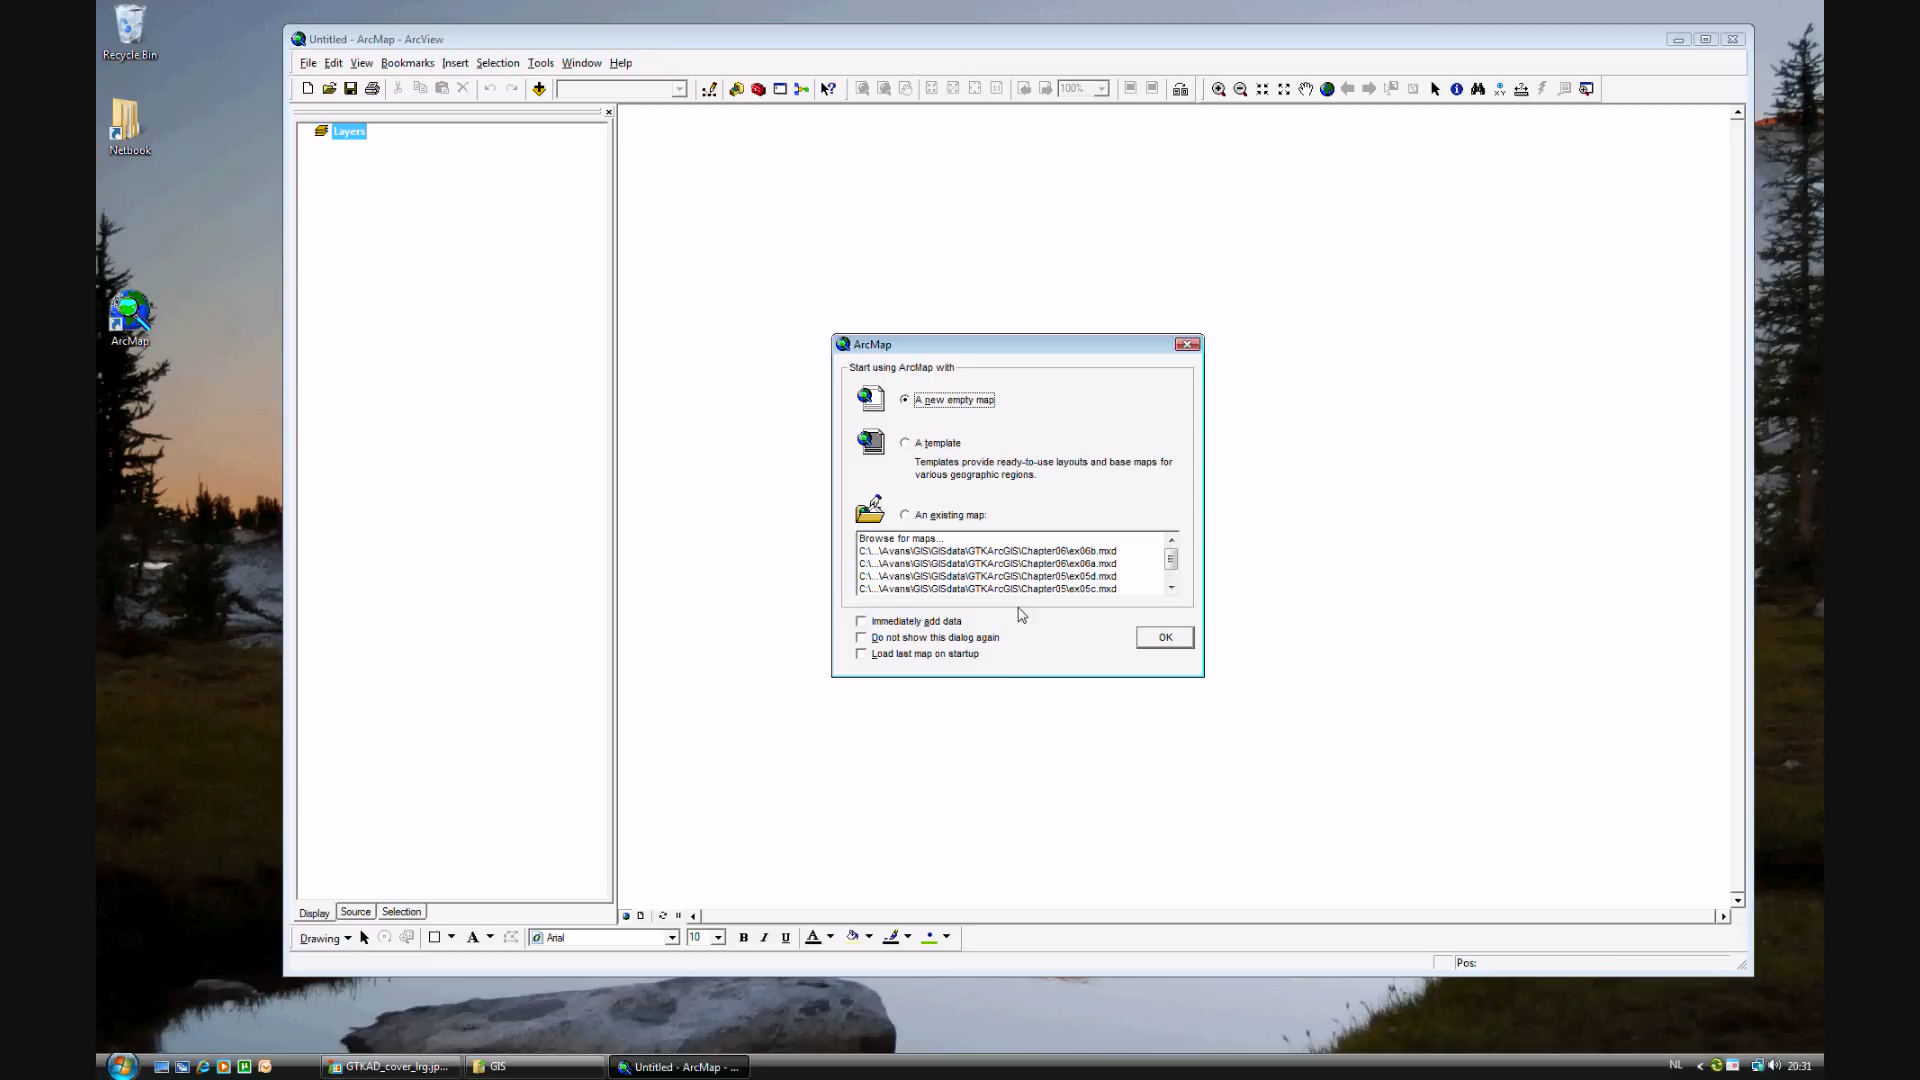 Recycle Bin
Netbook
ArcMap
Untitled - ArcMap - ArcView
File Edit View Bookmarks Insert Selection Tools Window Help
100%
Layers
ArcMap
Start using ArcMap with
A new empty map
A template
Templates provide ready-to-use layouts and base maps for
various geographic regions.
An existing map:
Browse for maps...
C:\...\Avans\GIS\GISdata\GTKArcGIS\Chapter06\ex06b.mxd
C:\...\Avans\GIS\GISdata\GTKArcGIS\Chapter06\ex06a.mxd
C:\...\Avans\GIS\GISdata\GTKArcGIS\Chapter05\ex05d.mxd
C:\...\Avans\GIS\GISdata\GTKArcGIS\Chapter05\ex05c.mxd
Immediately add data
Do not show this dialog again
Load last map on startup
OK
Display Source Selection
Drawing A Arial 10 B I U A
Pos:
GTKAD_cover_lrg.jp... GIS Untitled - ArcMap - ... NL 20:31